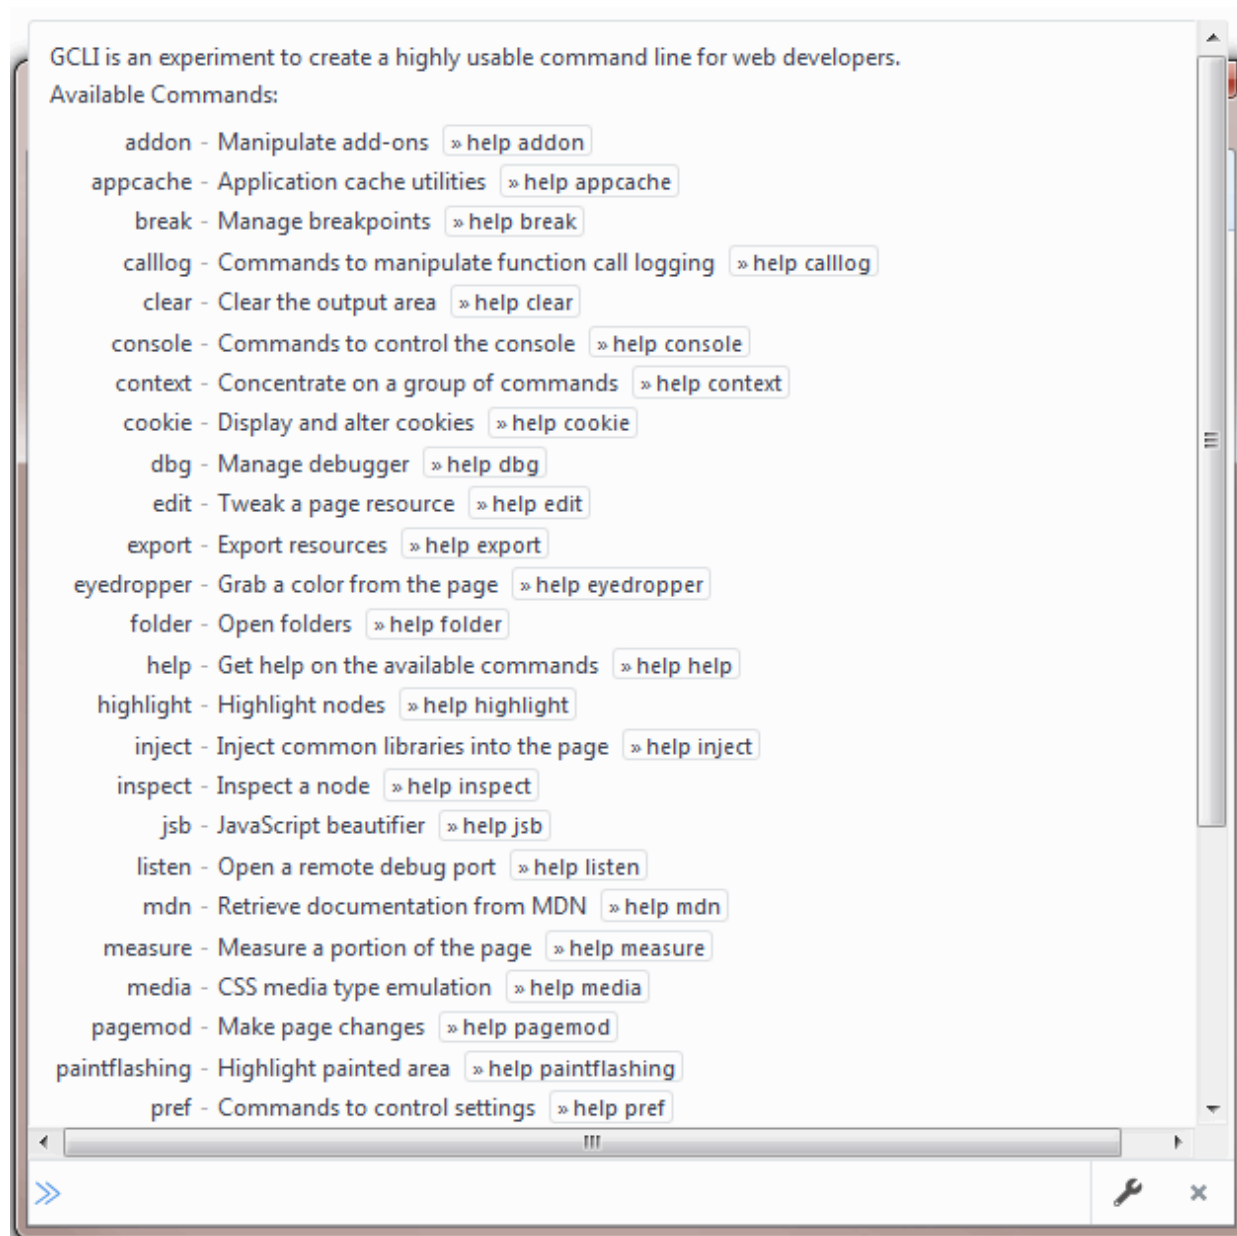 GCLI is an experiment to create a highly usable command line for web developers.
Available Commands:
addon - Manipulate add-ons » help addon
appcache - Application cache utilities » help appcache
break - Manage breakpoints » help break
calllog - Commands to manipulate function call logging » help calllog
clear - Clear the output area » help clear
console - Commands to control the console » help console
context - Concentrate on a group of commands » help context
cookie - Display and alter cookies » help cookie
dbg - Manage debugger » help dbg
edit - Tweak a page resource » help edit
export - Export resources » help export
eyedropper - Grab a color from the page » help eyedropper
folder - Open folders » help folder
help - Get help on the available commands » help help
highlight - Highlight nodes » help highlight
inject - Inject common libraries into the page » help inject
inspect - Inspect a node » help inspect
jsb - JavaScript beautifier » help jsb
listen - Open a remote debug port » help listen
mdn - Retrieve documentation from MDN » help mdn
measure - Measure a portion of the page » help measure
media - CSS media type emulation » help media
pagemod - Make page changes » help pagemod
paintflashing - Highlight painted area » help paintflashing
pref - Commands to control settings » help pref
»